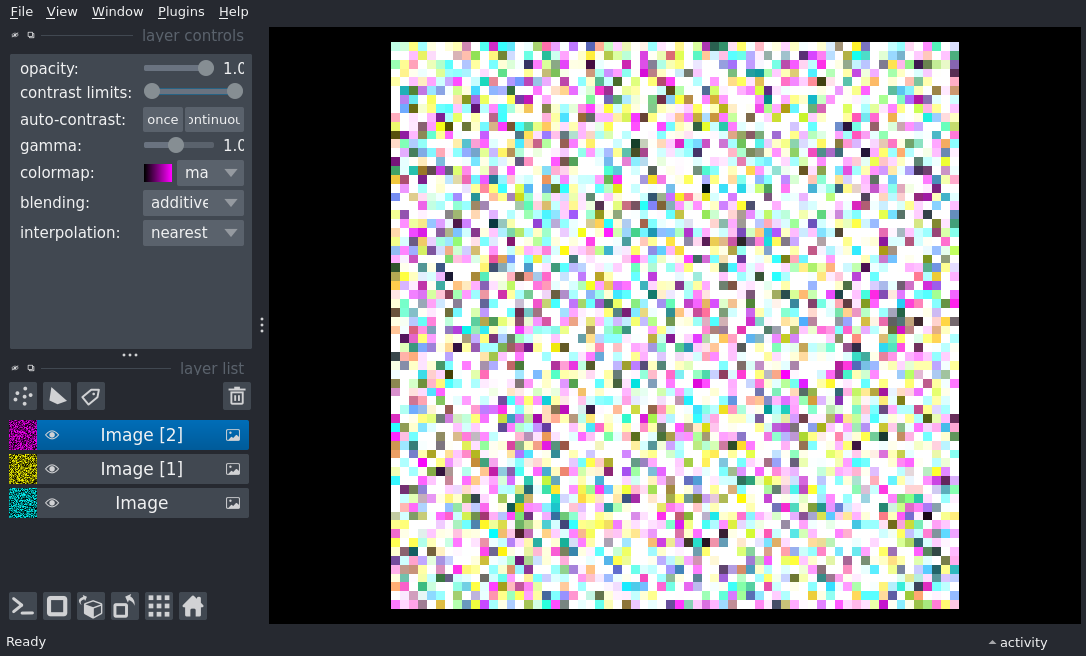 File View Window Plugins Help
layer controls
opacity: 1.0
contrast limits:
auto-contrast: once ontinuou
gamma: 1.0
colormap: ma
blending: additive
interpolation: nearest
layer list
Image [2]
Image [1]
Image
Ready
activity